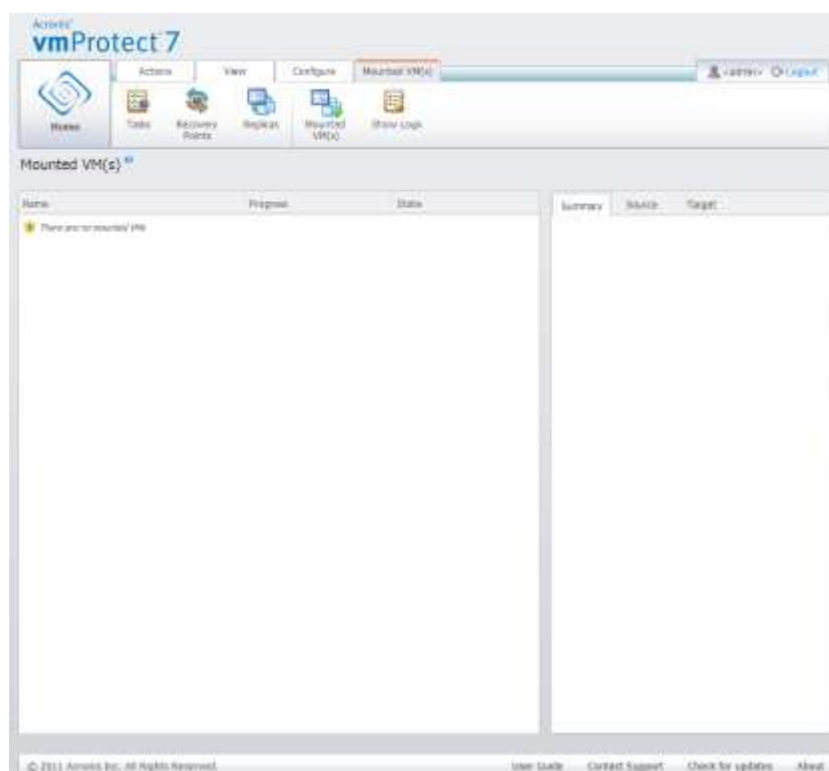 Acronis
vmProtect 7
Actions View Configure Mounted VM(s)
<admin> Logout
Home
Tasks Recovery Points Replicas Mounted VM(s) Show Logs
Mounted VM(s)
Name Progress State
There are no mounted VMs
Summary Source Target
© 2011 Acronis Inc. All Rights Reserved.
User Guide Contact Support Check for updates About